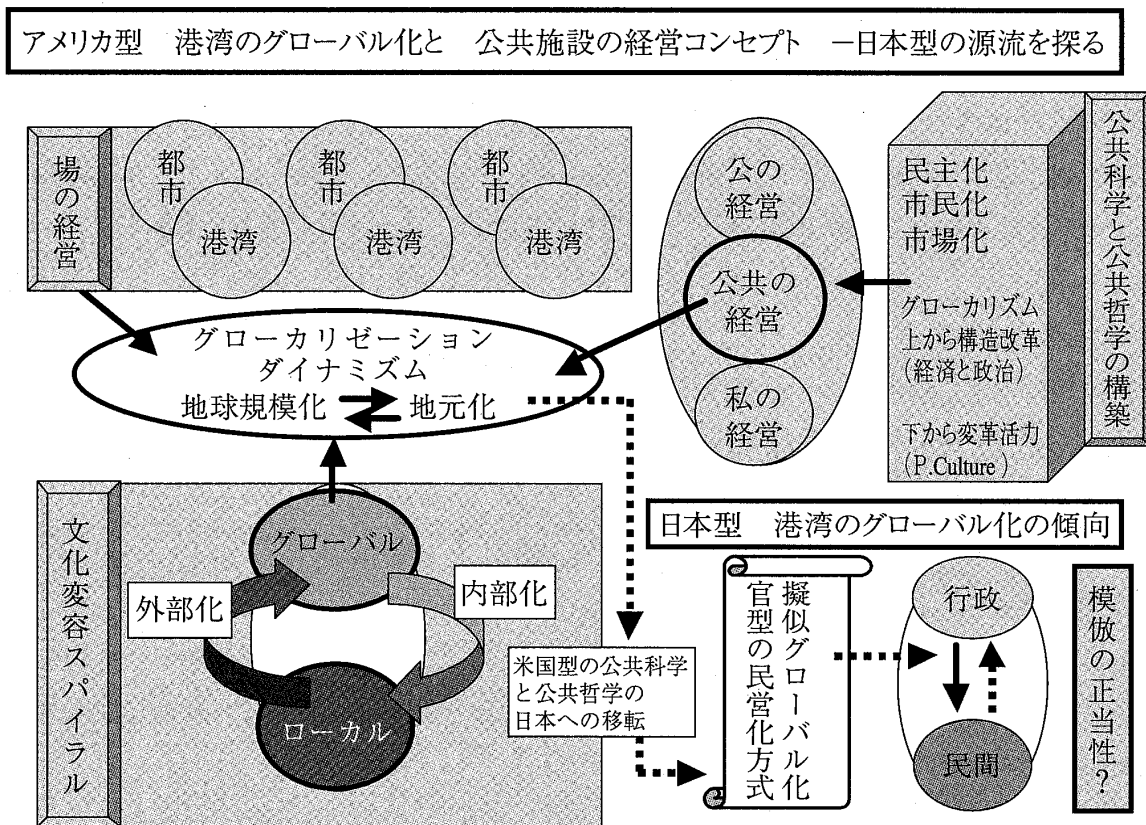 アメリカ型 港湾のグローバル化と 公共施設の経営コンセプト －日本型の源流を探る
場の経営
都市
港湾
都市
港湾
都市
港湾
公の
経営
公共の
経営
私の
経営
民主化
市民化
市場化
グローカリズム
上から構造改革
(経済と政治)
下から変革活力
(P.Culture)
公共科学と公共哲学の構築
グローカリゼーション
ダイナミズム
地球規模化
地元化
文化変容スパイラル
グローバル
外部化
内部化
ローカル
米国型の公共科学
と公共哲学の
日本への移転
日本型 港湾のグローバル化の傾向
擬似グローバル化
官型の民営化方式
行政
民間
模倣の正当性？